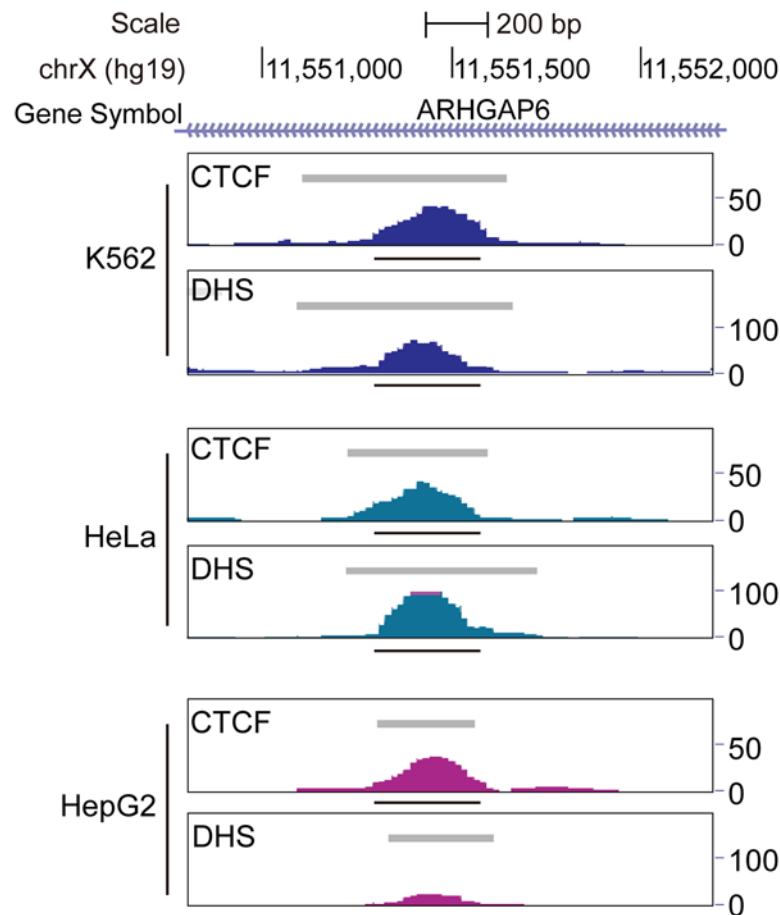 Scale 200 bp
chrX (hg19) |11,551,000 |11,551,500 |11,552,000
Gene Symbol ARHGAP6
K562
CTCF
50
0
DHS
100
0
HeLa
CTCF
50
0
DHS
100
0
HepG2
CTCF
50
0
DHS
100
0